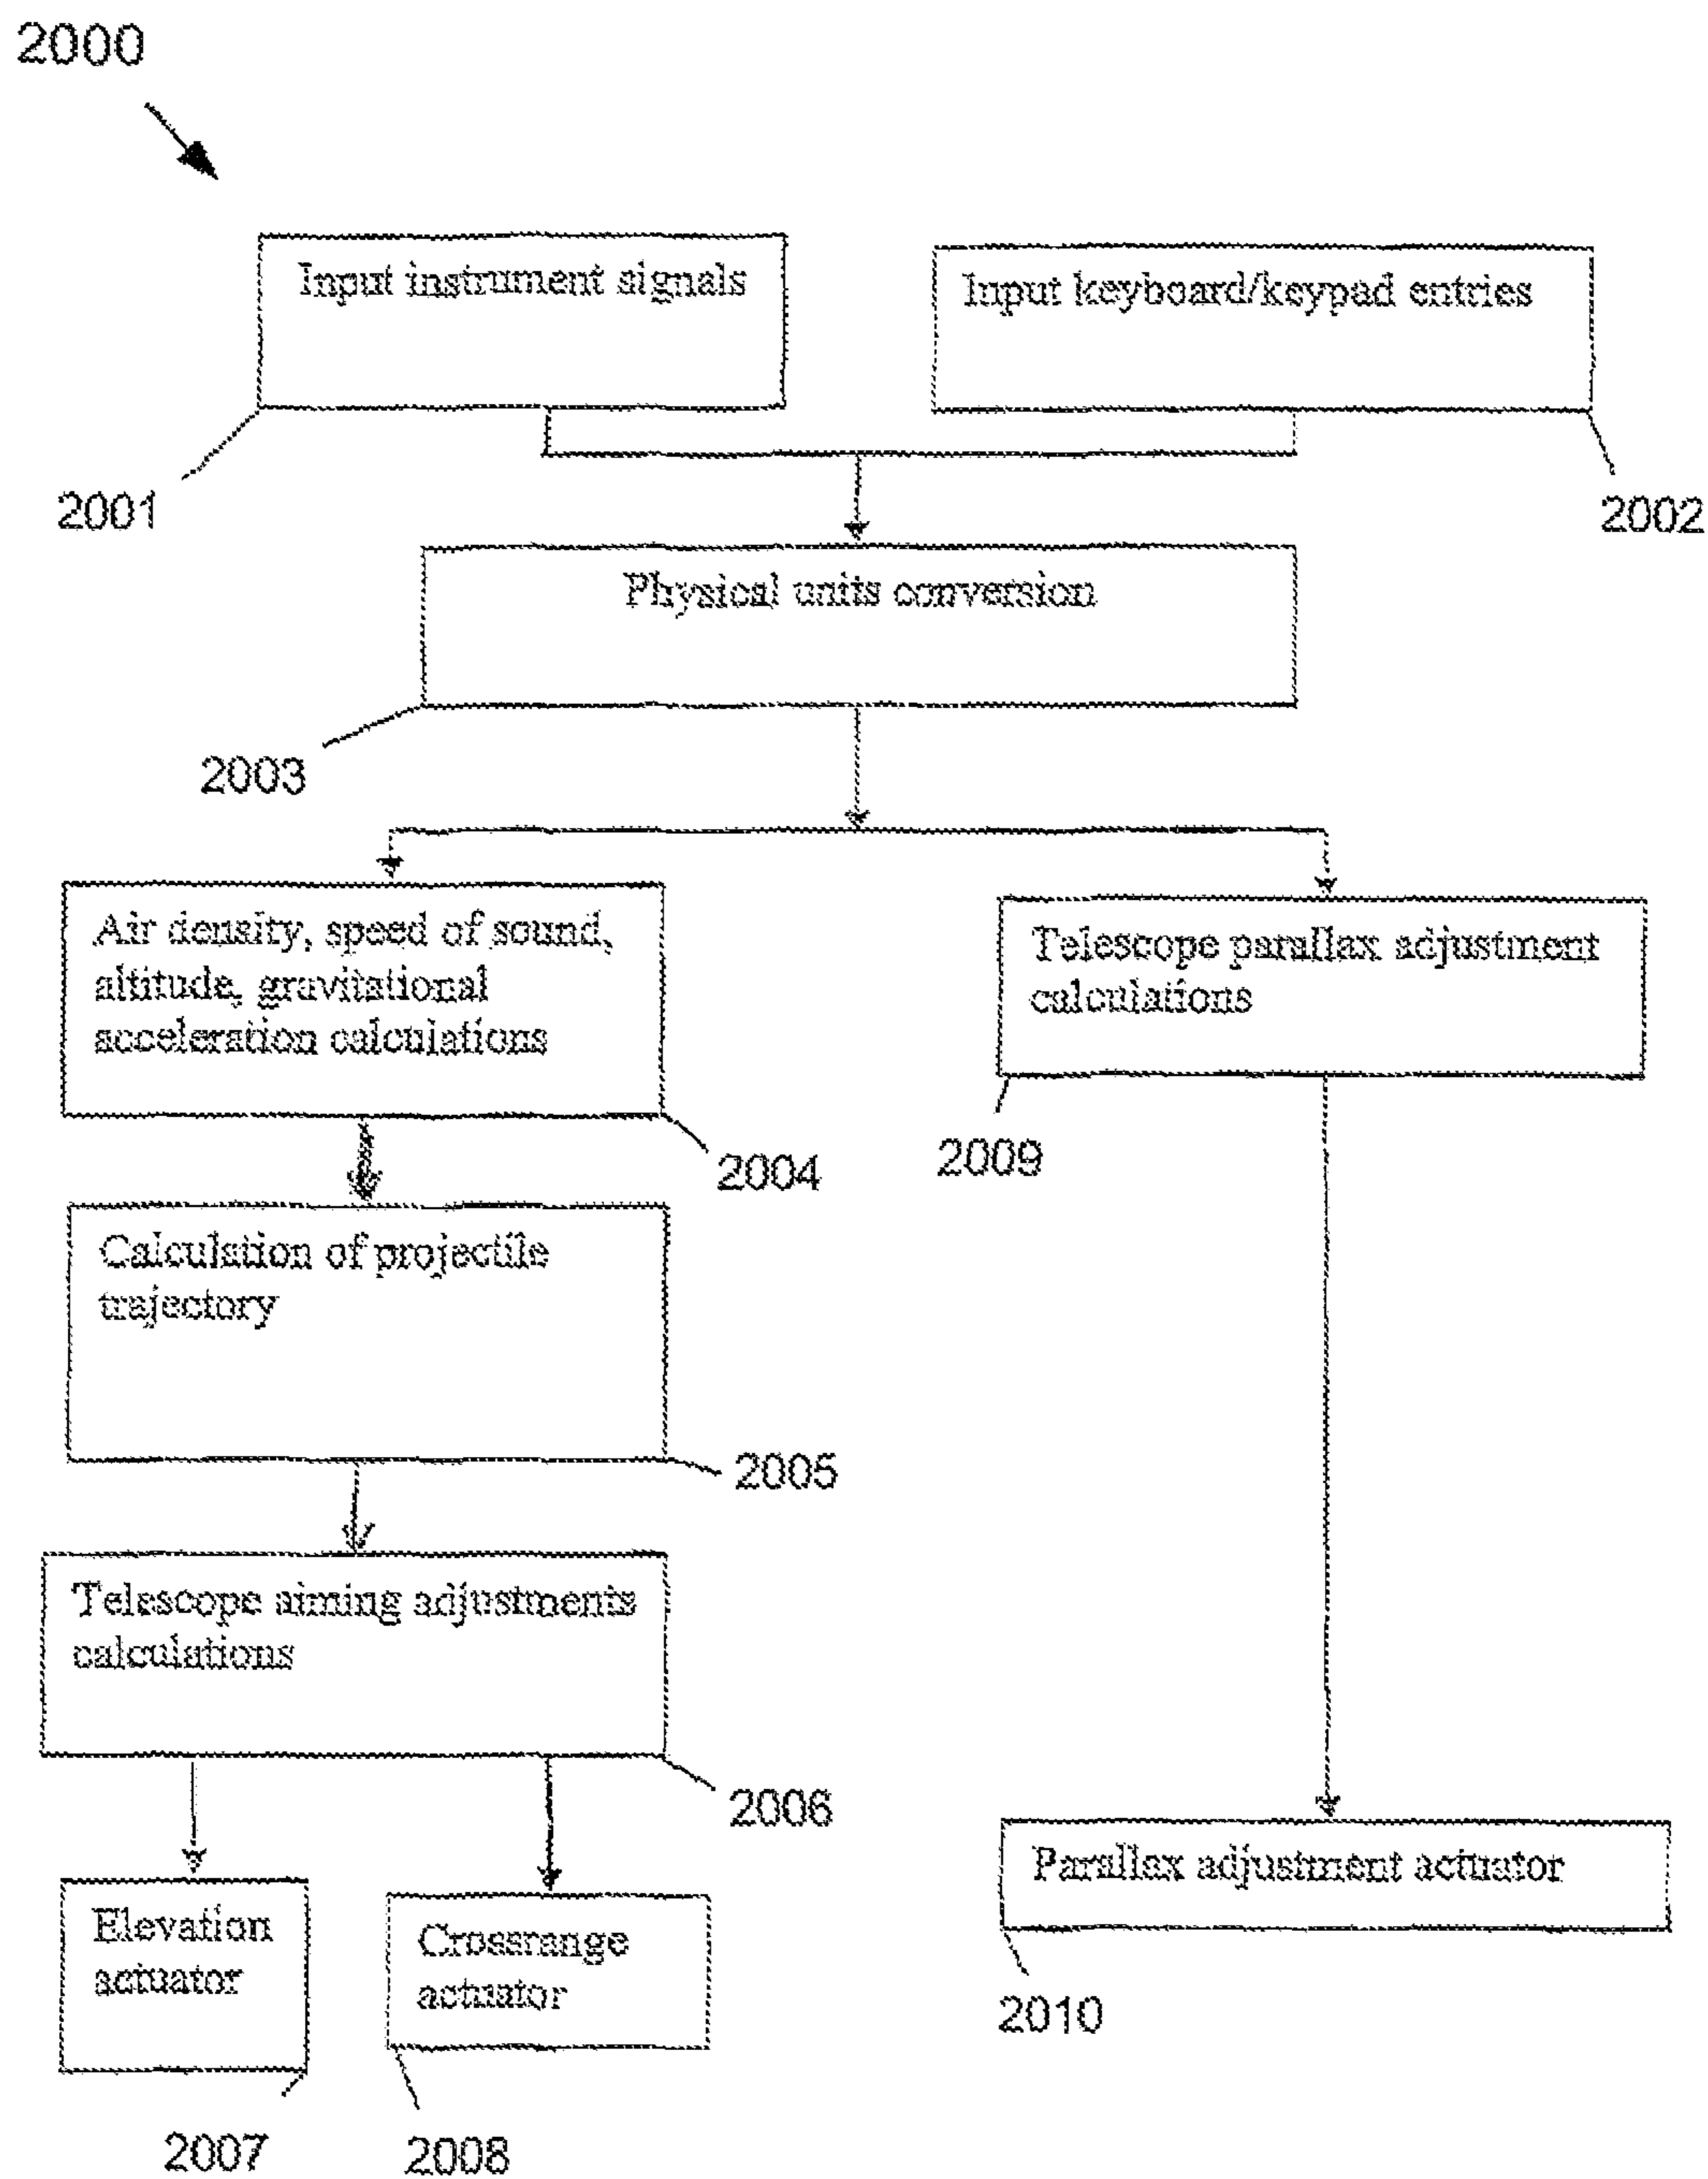 2000
Input instrument signals
Input keyboard/keypad entries
2001
2002
Physical units conversion
2003
Air density, speed of sound,
altitude, gravitational
acceleration calculations
2004
Telescope parallax adjustment
calculations
2009
Calculation of projectile
trajectory
2005
Telescope aiming adjustments
calculations
2006
Elevation
actuator
2007
Crossrange
actuator
2008
Parallax adjustment actuator
2010